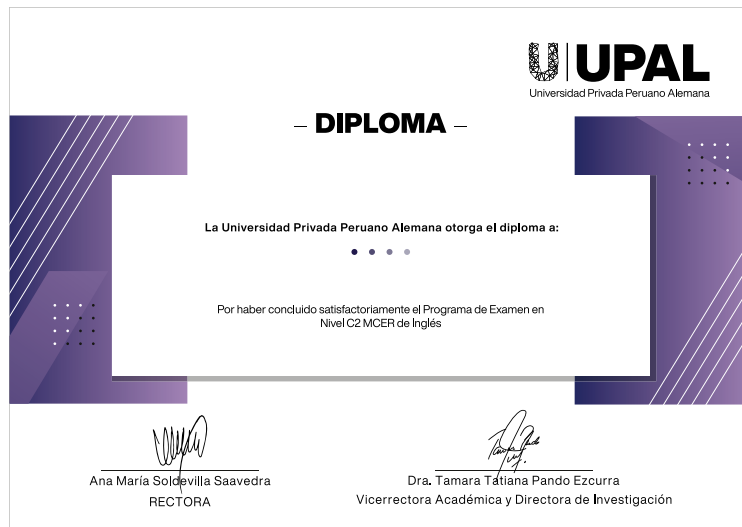 UPAL
Universidad Privada Peruano Alemana
– DIPLOMA –
La Universidad Privada Peruano Alemana otorga el diploma a:
Por haber concluido satisfactoriamente el Programa de Examen en
Nivel C2 MCER de Inglés
Ana María Soldevilla Saavedra
RECTORA
Dra. Tamara Tatiana Pando Ezcurra
Vicerrectora Académica y Directora de Investigación